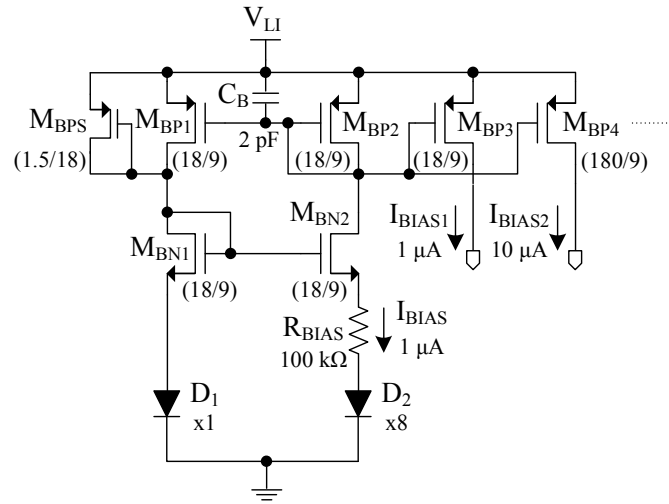 V_LI
C_B
2 pF
M_BPS
(1.5/18)
M_BP1
(18/9)
M_BP2
(18/9)
M_BP3
(18/9)
M_BP4
(180/9)
M_BN1
(18/9)
M_BN2
(18/9)
I_BIAS1
1 μA
I_BIAS2
10 μA
R_BIAS
100 kΩ
I_BIAS
1 μA
D_1
x1
D_2
x8